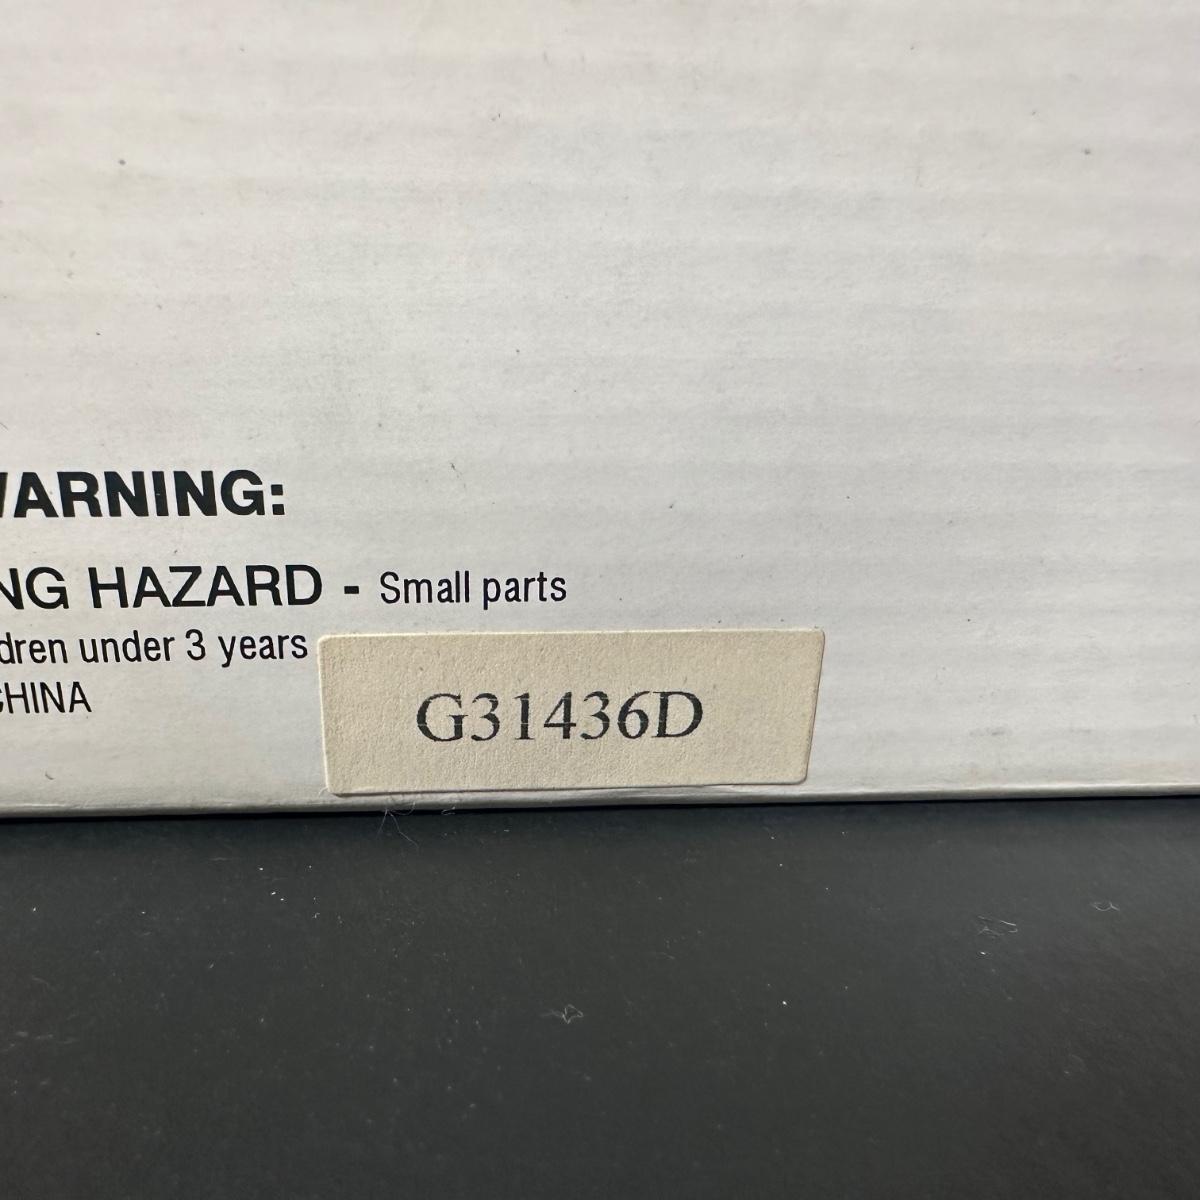 WARNING:
NG HAZARD - Small parts
dren under 3 years
CHINA
G31436D